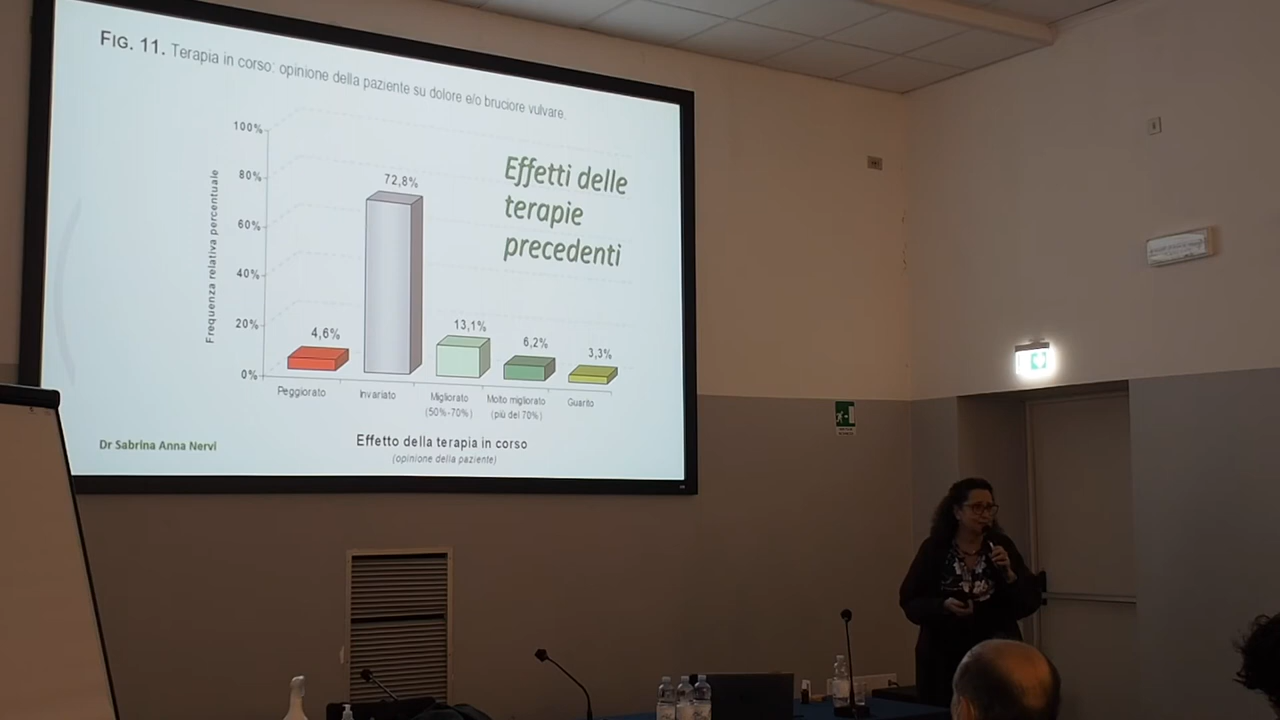 FIG. 11. Terapia in corso: opinione della paziente su dolore e/o bruciore vulvare.
Effetti delle
terapie
precedenti
Frequenza relativa percentuale
100%
80%
60%
40%
20%
0%
4,6%
72,8%
13,1%
6,2%
3,3%
Peggiorato
Invariato
Migliorato
(50%-70%)
Molto migliorato
(più del 70%)
Guarito
Effetto della terapia in corso
(opinione della paziente)
Dr Sabrina Anna Nervi